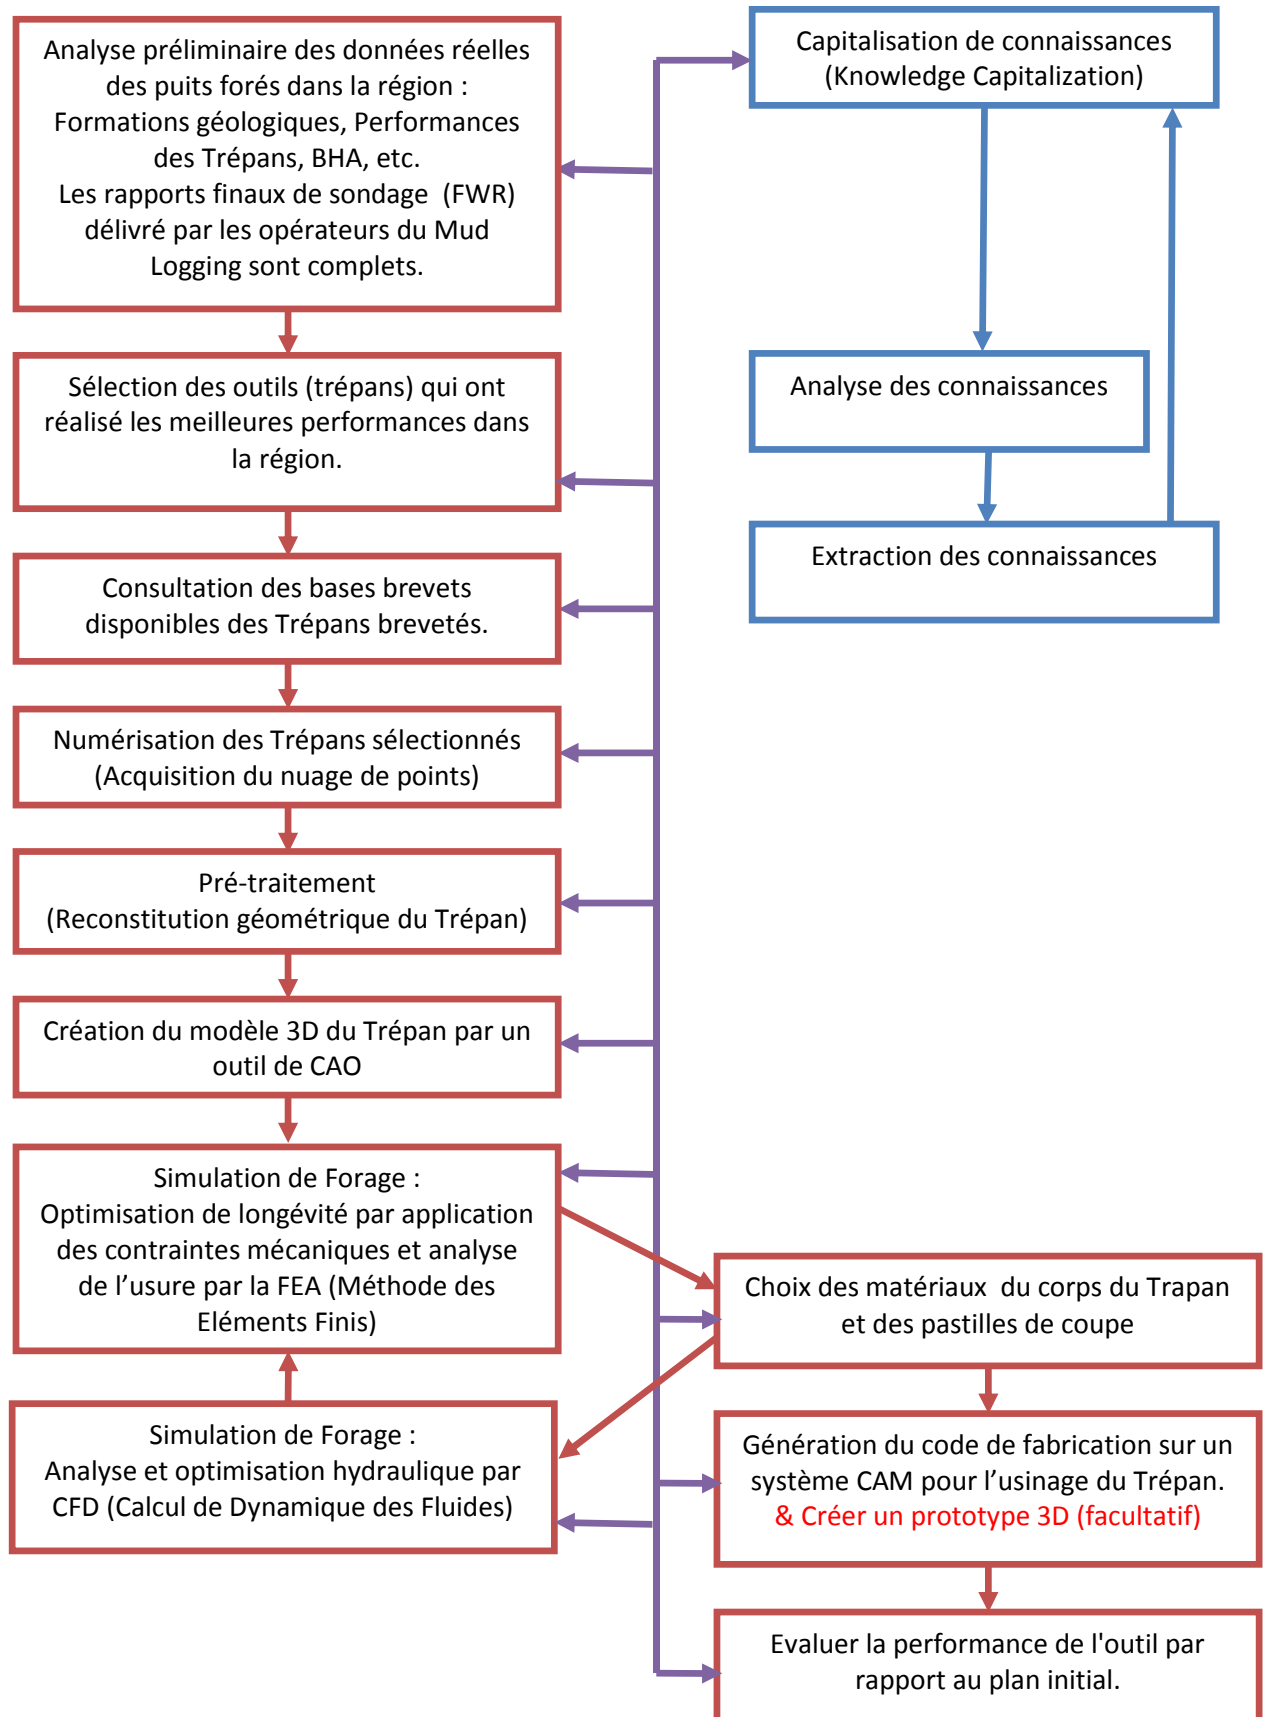 Analyse préliminaire des données réelles
des puits forés dans la région :
Formations géologiques, Performances
des Trépans, BHA, etc.
Les rapports finaux de sondage  (FWR)
délivré par les opérateurs du Mud
Logging sont complets.
Sélection des outils (trépans) qui ont
réalisé les meilleures performances dans
la région.
Consultation des bases brevets
disponibles des Trépans brevetés.
Numérisation des Trépans sélectionnés
(Acquisition du nuage de points)
Pré-traitement
(Reconstitution géométrique du Trépan)
Création du modèle 3D du Trépan par un
outil de CAO
Simulation de Forage :
Optimisation de longévité par application
des contraintes mécaniques et analyse
de l’usure par la FEA (Méthode des
Eléments Finis)
Simulation de Forage :
Analyse et optimisation hydraulique par
CFD (Calcul de Dynamique des Fluides)
Capitalisation de connaissances
(Knowledge Capitalization)
Analyse des connaissances
Extraction des connaissances
Choix des matériaux  du corps du Trapan
et des pastilles de coupe
Génération du code de fabrication sur un
système CAM pour l’usinage du Trépan.
& Créer un prototype 3D (facultatif)
Evaluer la performance de l'outil par
rapport au plan initial.